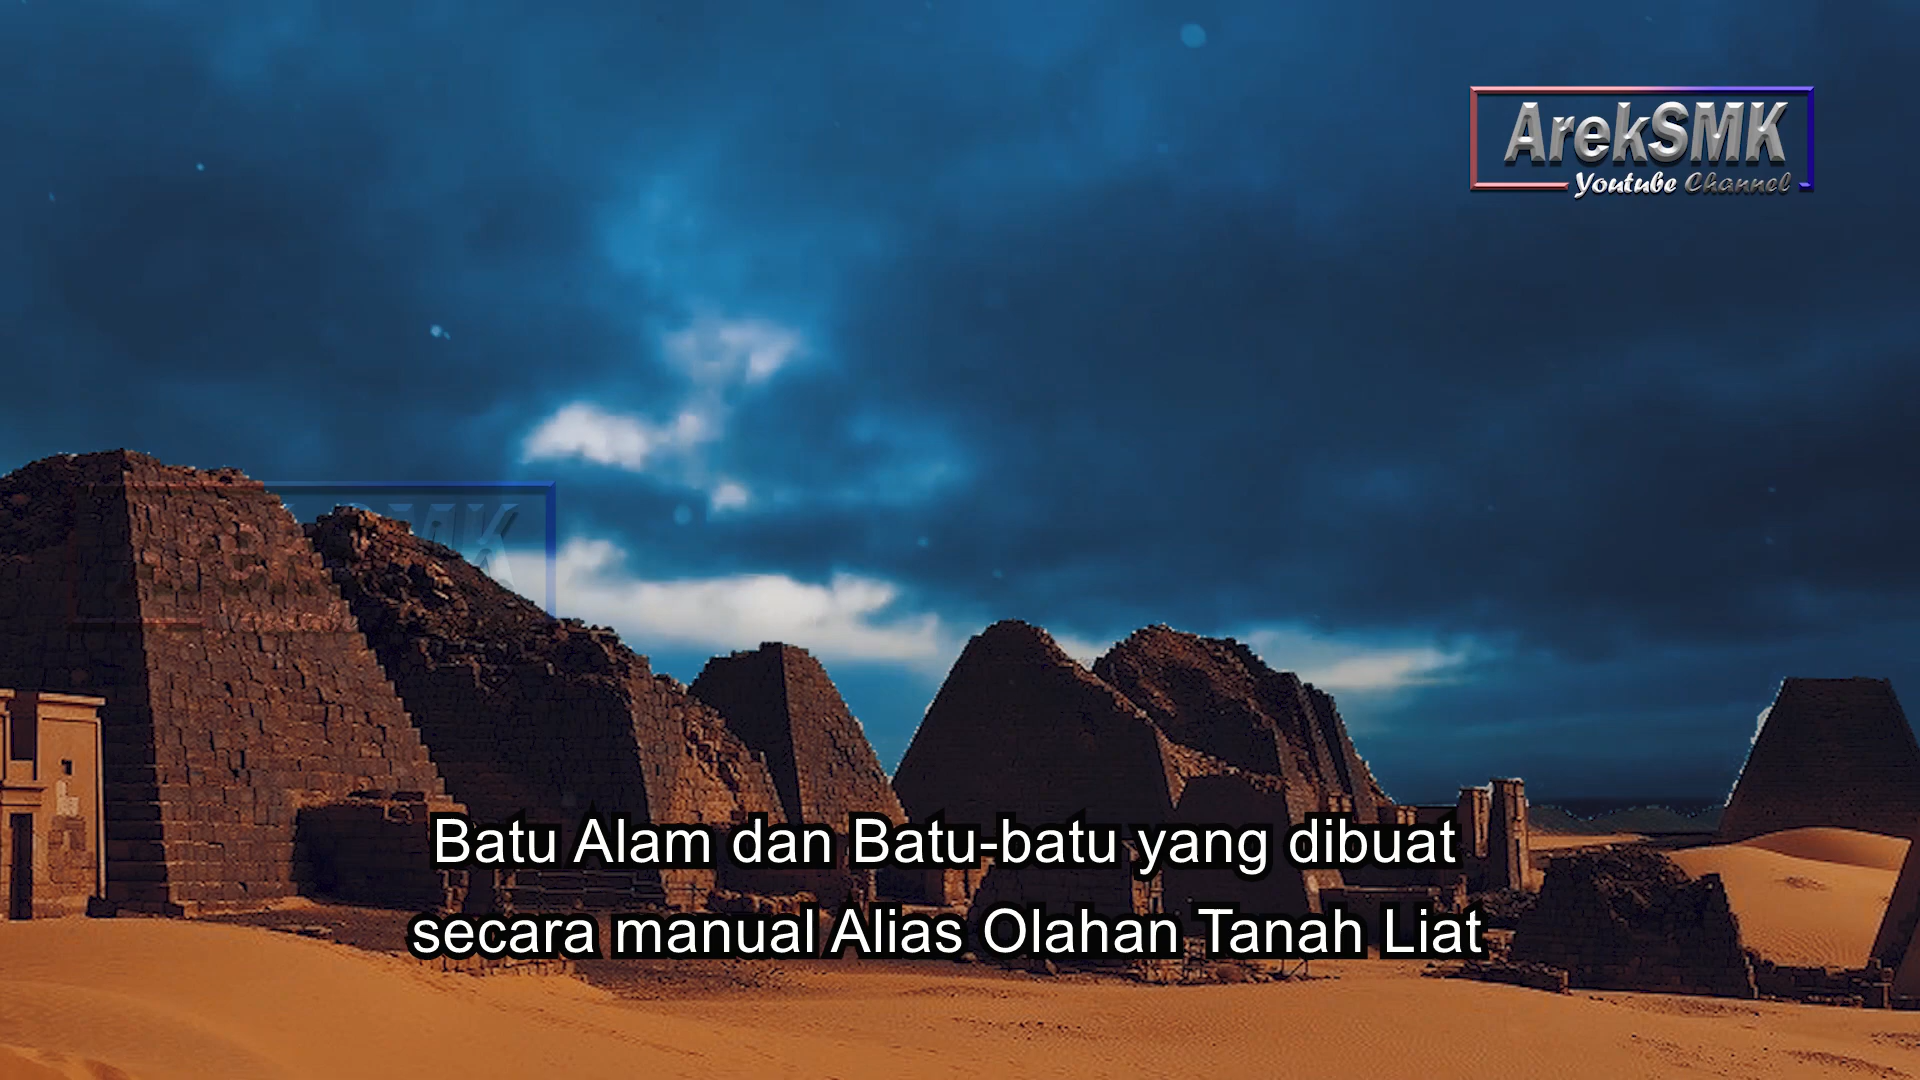 ArekSMK
Youtube Channel
Batu Alam dan Batu-batu yang dibuat
secara manual Alias Olahan Tanah Liat